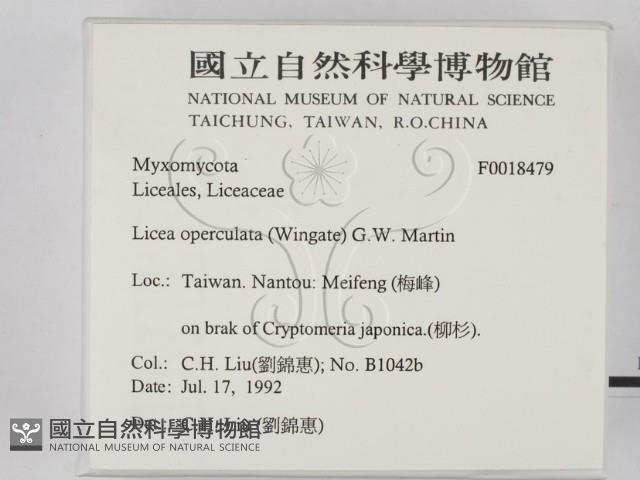 國立自然科學博物館
NATIONAL MUSEUM OF NATURAL SCIENCE
TAICHUNG, TAIWAN, R.O.CHINA
Myxomycota F0018479
Liceales, Liceaceae
Licea operculata (Wingate) G.W. Martin
Loc.: Taiwan. Nantou: Meifeng (梅峰)
on brak of Cryptomeria japonica.(柳杉).
Col.: C.H. Liu(劉錦惠); No. B1042b
Date: Jul. 17, 1992
(劉錦惠)
國立自然科學博物館
NATIONAL MUSEUM OF NATURAL SCIENCE